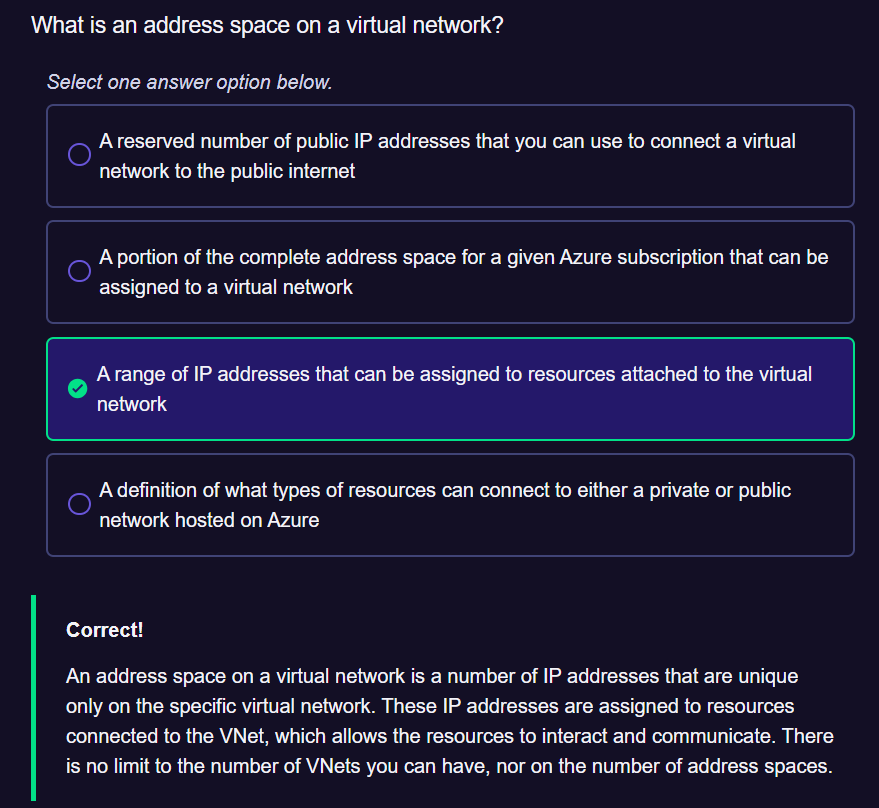 What is an address space on a virtual network?
Select one answer option below.
A reserved number of public IP addresses that you can use to connect a virtual
network to the public internet
A portion of the complete address space for a given Azure subscription that can be
assigned to a virtual network
A range of IP addresses that can be assigned to resources attached to the virtual
network
A definition of what types of resources can connect to either a private or public
network hosted on Azure
Correct!
An address space on a virtual network is a number of IP addresses that are unique
only on the specific virtual network. These IP addresses are assigned to resources
connected to the VNet, which allows the resources to interact and communicate. There
is no limit to the number of VNets you can have, nor on the number of address spaces.